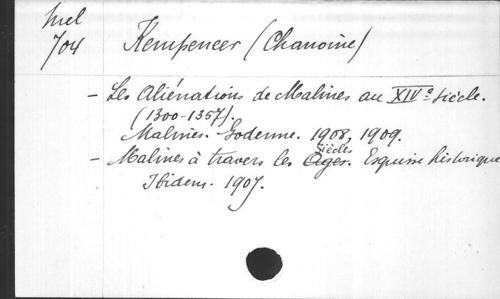 Mel
704
Kempeneer (Chanoine)
- Les Aliénations de Malines au XIVe siècle.
(1300-1357).
Malines. Godenne. 1908, 1909.
- Malines à travers les Ages. Siècles Esquisse historique
Ibidem. 1907.